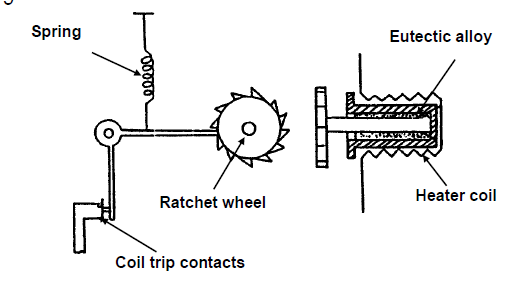 Spring
Eutectic alloy
Ratchet wheel
Heater coil
Coil trip contacts